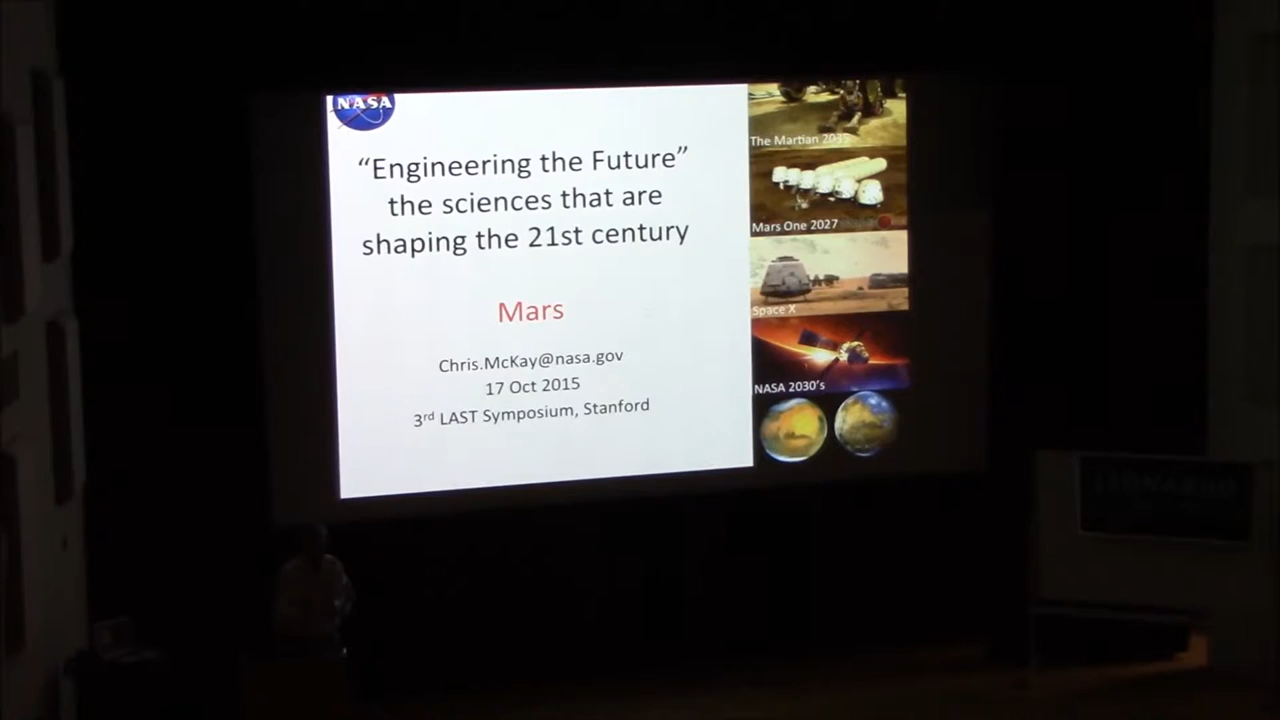 NASA
“Engineering the Future”
the sciences that are
shaping the 21st century
Mars
Chris.McKay@nasa.gov
17 Oct 2015
3rd LAST Symposium, Stanford
The Martian 2035
Mars One 2027
Space X
NASA 2030's